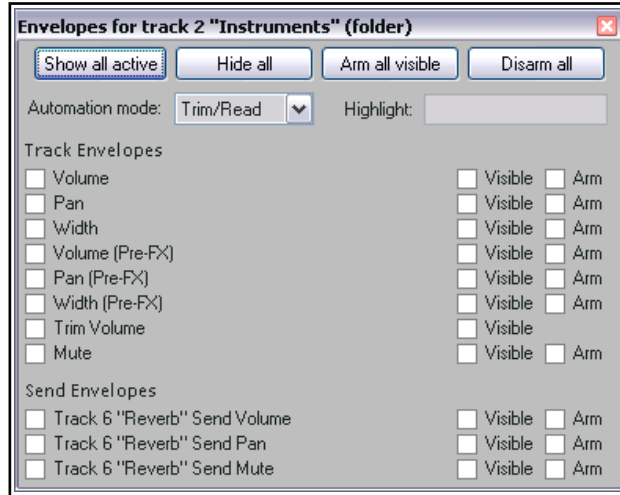 Envelopes for track 2 "Instruments" (folder)
Show all active Hide all Arm all visible Disarm all
Automation mode: Trim/Read Highlight:
Track Envelopes
Volume Visible Arm
Pan Visible Arm
Width Visible Arm
Volume (Pre-FX) Visible Arm
Pan (Pre-FX) Visible Arm
Width (Pre-FX) Visible Arm
Trim Volume Visible
Mute Visible Arm
Send Envelopes
Track 6 "Reverb" Send Volume Visible Arm
Track 6 "Reverb" Send Pan Visible Arm
Track 6 "Reverb" Send Mute Visible Arm